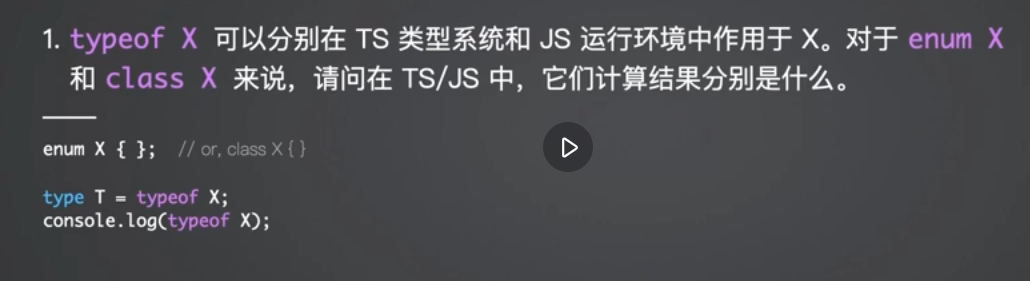 1. typeof X 可以分别在 TS 类型系统和 JS 运行环境中作用于 X。对于 enum X
和 class X 来说，请问在 TS/JS 中，它们计算结果分别是什么。
enum X { };  // or, class X { }
type T = typeof X;
console.log(typeof X);